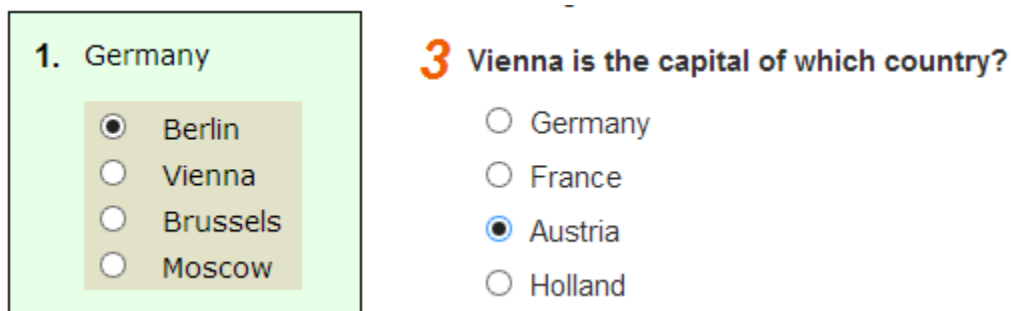 1. Germany
Berlin
Vienna
Brussels
Moscow
3 Vienna is the capital of which country?
Germany
France
Austria
Holland